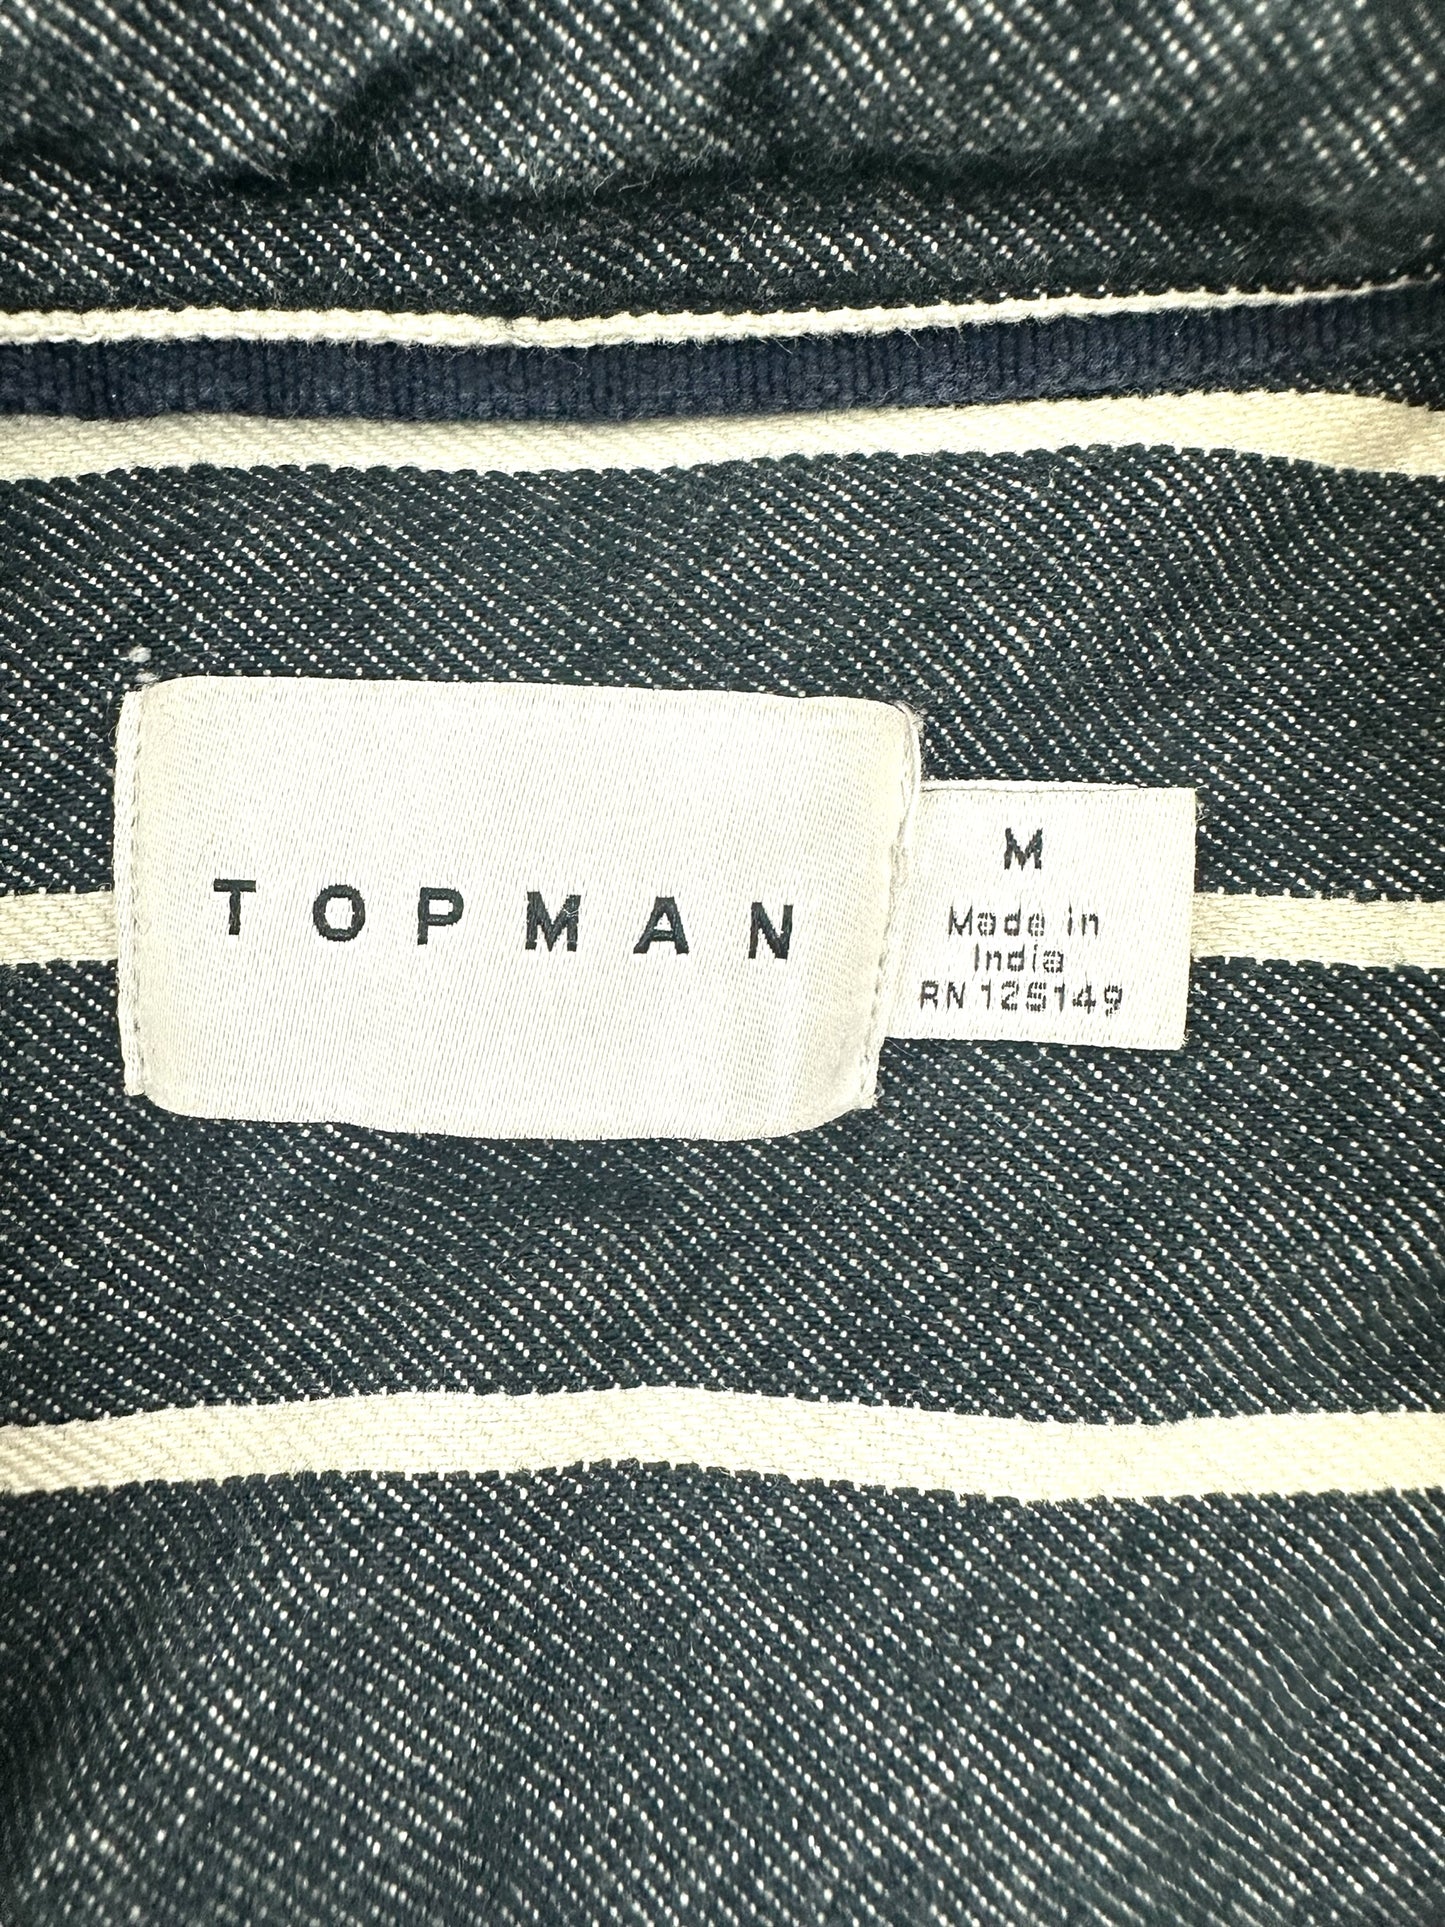 TOPMAN
M
Made in
India
RN 125149